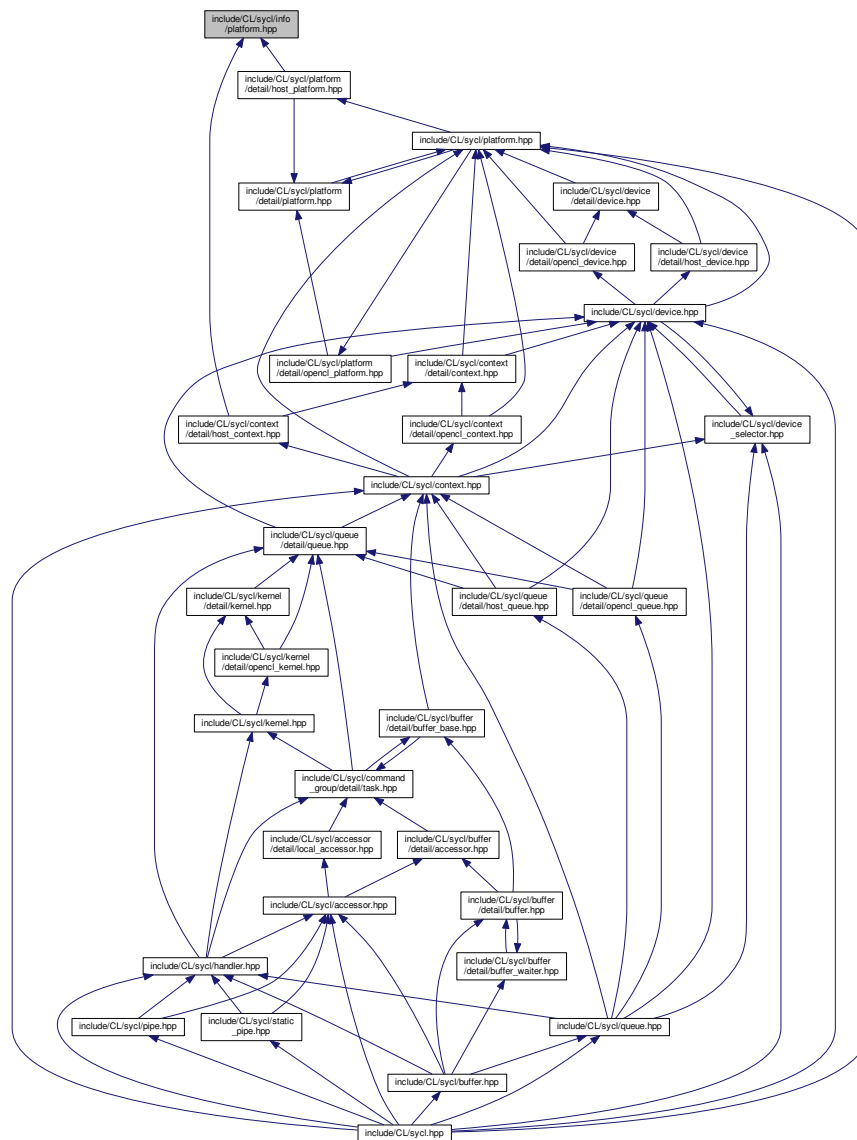 include/CL/sycl/info
/platform.hpp
include/CL/sycl/platform
/detail/host_platform.hpp
include/CL/sycl/platform.hpp
include/CL/sycl/platform
/detail/platform.hpp
include/CL/sycl/device
/detail/device.hpp
include/CL/sycl/device
/detail/opencl_device.hpp
include/CL/sycl/device
/detail/host_device.hpp
include/CL/sycl/device.hpp
include/CL/sycl/platform
/detail/opencl_platform.hpp
include/CL/sycl/context
/detail/context.hpp
include/CL/sycl/context
/detail/host_context.hpp
include/CL/sycl/context
/detail/opencl_context.hpp
include/CL/sycl/device
_selector.hpp
include/CL/sycl/context.hpp
include/CL/sycl/queue
/detail/queue.hpp
include/CL/sycl/kernel
/detail/kernel.hpp
include/CL/sycl/queue
/detail/host_queue.hpp
include/CL/sycl/queue
/detail/opencl_queue.hpp
include/CL/sycl/kernel
/detail/opencl_kernel.hpp
include/CL/sycl/kernel.hpp
include/CL/sycl/buffer
/detail/buffer_base.hpp
include/CL/sycl/command
_group/detail/task.hpp
include/CL/sycl/accessor
/detail/local_accessor.hpp
include/CL/sycl/buffer
/detail/accessor.hpp
include/CL/sycl/accessor.hpp
include/CL/sycl/buffer
/detail/buffer.hpp
include/CL/sycl/handler.hpp
include/CL/sycl/buffer
/detail/buffer_waiter.hpp
include/CL/sycl/pipe.hpp
include/CL/sycl/static
_pipe.hpp
include/CL/sycl/queue.hpp
include/CL/sycl/buffer.hpp
include/CL/sycl.hpp